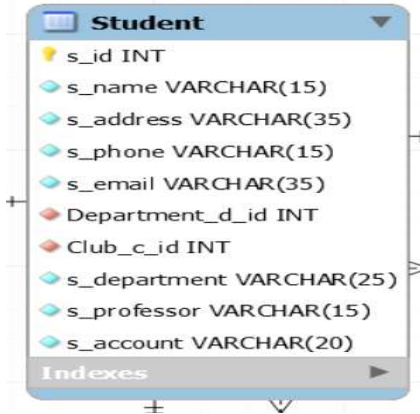 Student
s_id INT
s_name VARCHAR(15)
s_address VARCHAR(35)
s_phone VARCHAR(15)
s_email VARCHAR(35)
Department_d_id INT
Club_c_id INT
s_department VARCHAR(25)
s_professor VARCHAR(15)
s_account VARCHAR(20)
Indexes